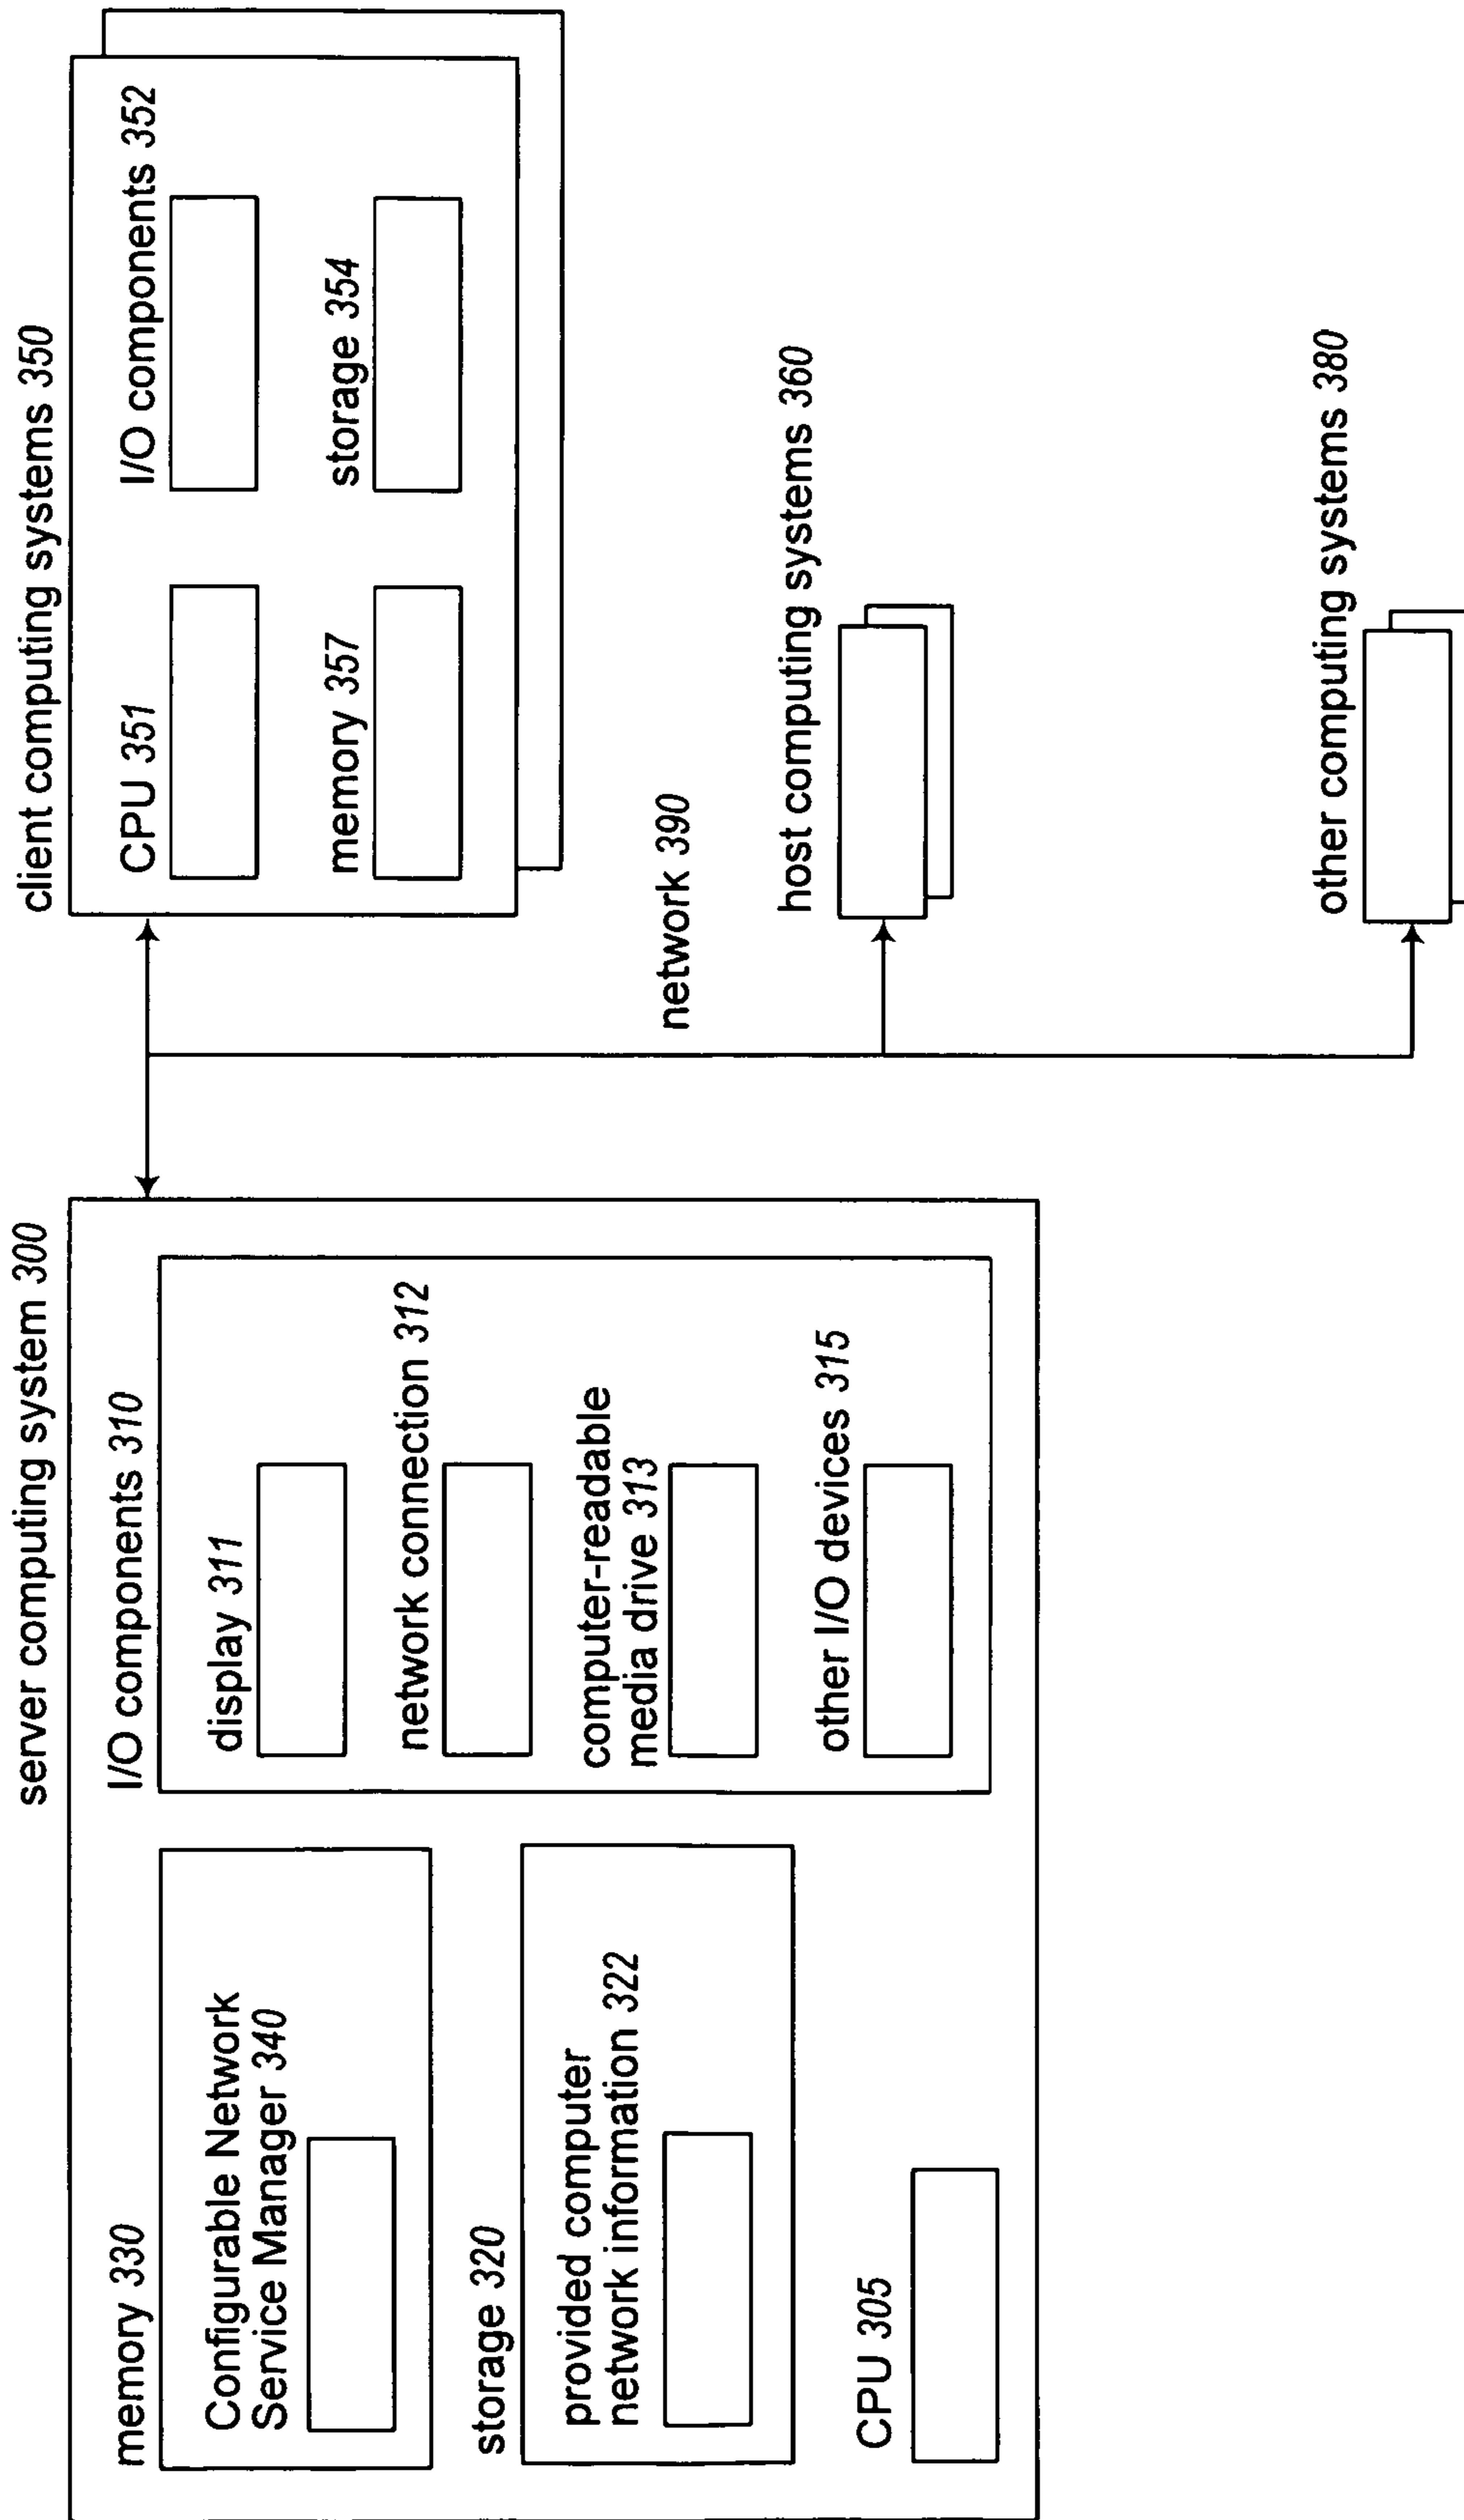 server computing system 300
memory 330
Configurable Network
Service Manager 340
storage 320
provided computer
network information 322
CPU 305
I/O components 310
display 311
network connection 312
computer-readable
media drive 313
other I/O devices 315
client computing systems 350
CPU 351
I/O components 352
memory 357
storage 354
network 390
host computing systems 360
other computing systems 380